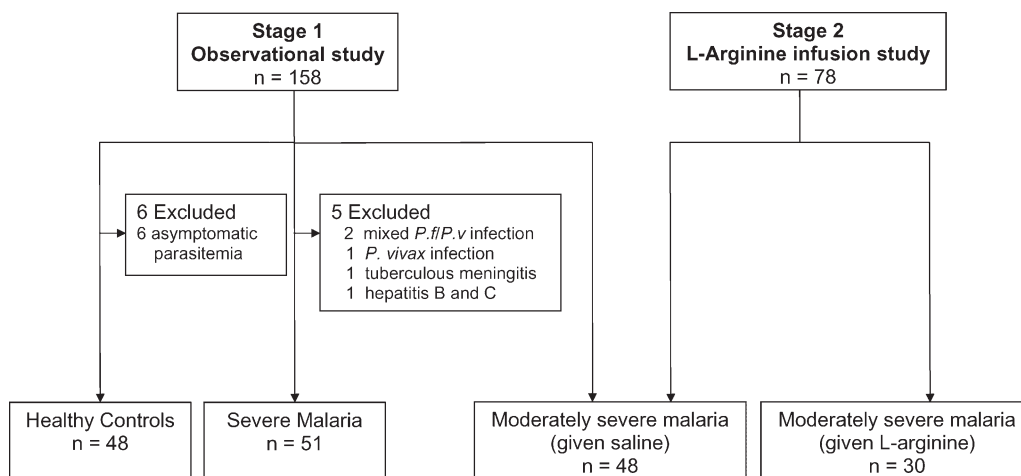 Stage 1
Observational study
n = 158
Stage 2
L-Arginine infusion study
n = 78
6 Excluded
6 asymptomatic
parasitemia
5 Excluded
2 mixed P.f/P.v infection
1 P. vivax infection
1 tuberculous meningitis
1 hepatitis B and C
Healthy Controls
n = 48
Severe Malaria
n = 51
Moderately severe malaria
(given saline)
n = 48
Moderately severe malaria
(given L-arginine)
n = 30